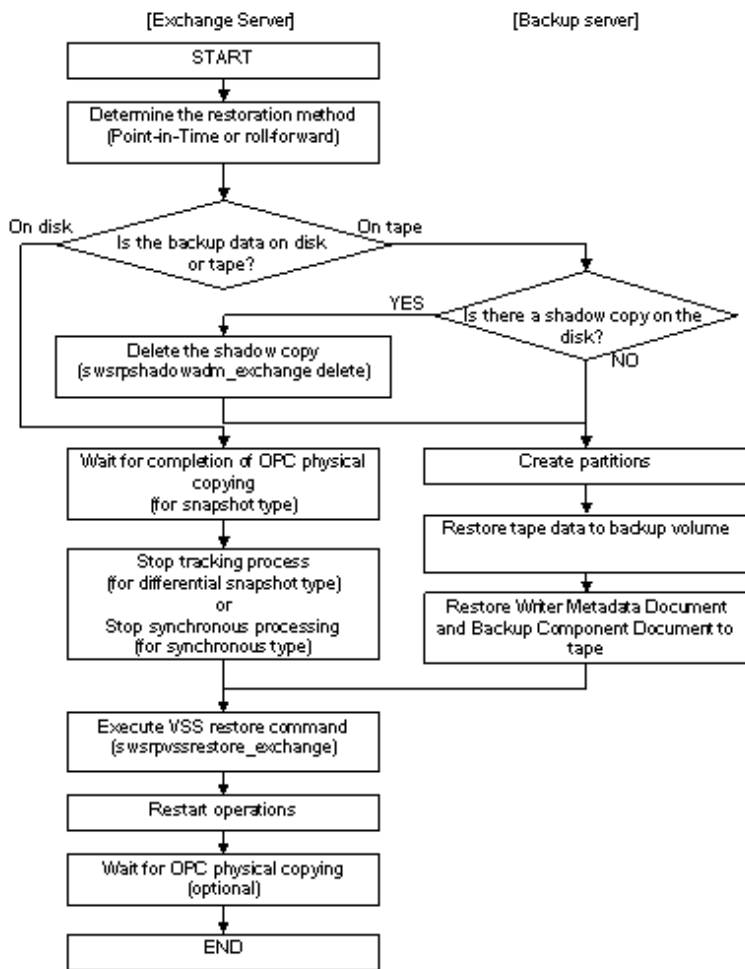 [Exchange Server]
[Backup server]
START
Determine the restoration method
(Point-in-Time or roll-forward)
On disk
On tape
Is the backup data on disk
or tape?
YES
Is there a shadow copy on the
disk?
NO
Delete the shadow copy
(swsrpshadowadm_exchange delete)
Wait for completion of OPC physical
copying
(for snapshot type)
Create partitions
Restore tape data to backup volume
Stop tracking process
(for differential snapshot type)
or
Stop synchronous processing
(for synchronous type)
Restore Writer Metadata Document
and Backup Component Document to
tape
Execute VSS restore command
(swsrpvssrestore_exchange)
Restart operations
Wait for OPC physical copying
(optional)
END